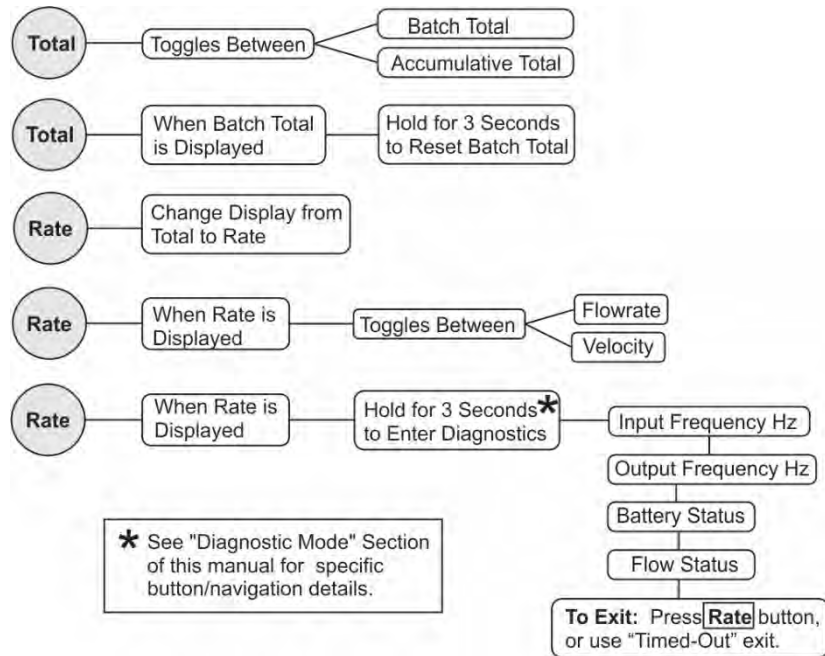 Total
Toggles Between
Batch Total
Accumulative Total
Total
When Batch Total
is Displayed
Hold for 3 Seconds
to Reset Batch Total
Rate
Change Display from
Total to Rate
Rate
When Rate is
Displayed
Toggles Between
Flowrate
Velocity
Rate
When Rate is
Displayed
Hold for 3 Seconds*
to Enter Diagnostics
Input Frequency Hz
Output Frequency Hz
Battery Status
Flow Status
To Exit: Press Rate button,
or use “Timed-Out” exit.
* See "Diagnostic Mode" Section
of this manual for specific
button/navigation details.